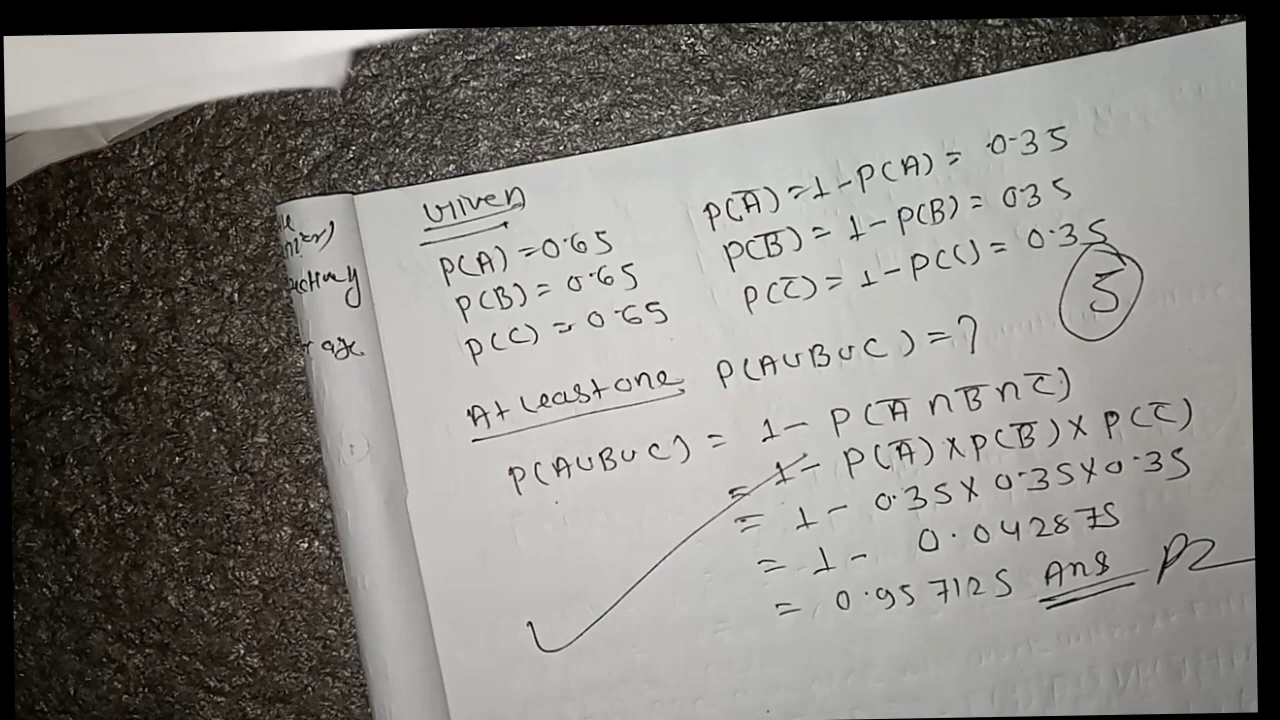 Given
P(A) = 0.65
P(B) = 0.65
P(C) = 0.65
P(A̅) = 1 - P(A) = 0.35
P(B̅) = 1 - P(B) = 0.35
P(C̅) = 1 - P(C) = 0.35
5
At least one P(A∪B∪C) = ?
P(A∪B∪C) = 1 - P(A̅ ∩ B̅ ∩ C̅)
= 1 - P(A̅) × P(B̅) × P(C̅)
= 1 - 0.35 × 0.35 × 0.35
= 1 - 0.042875
= 0.957125 Ans